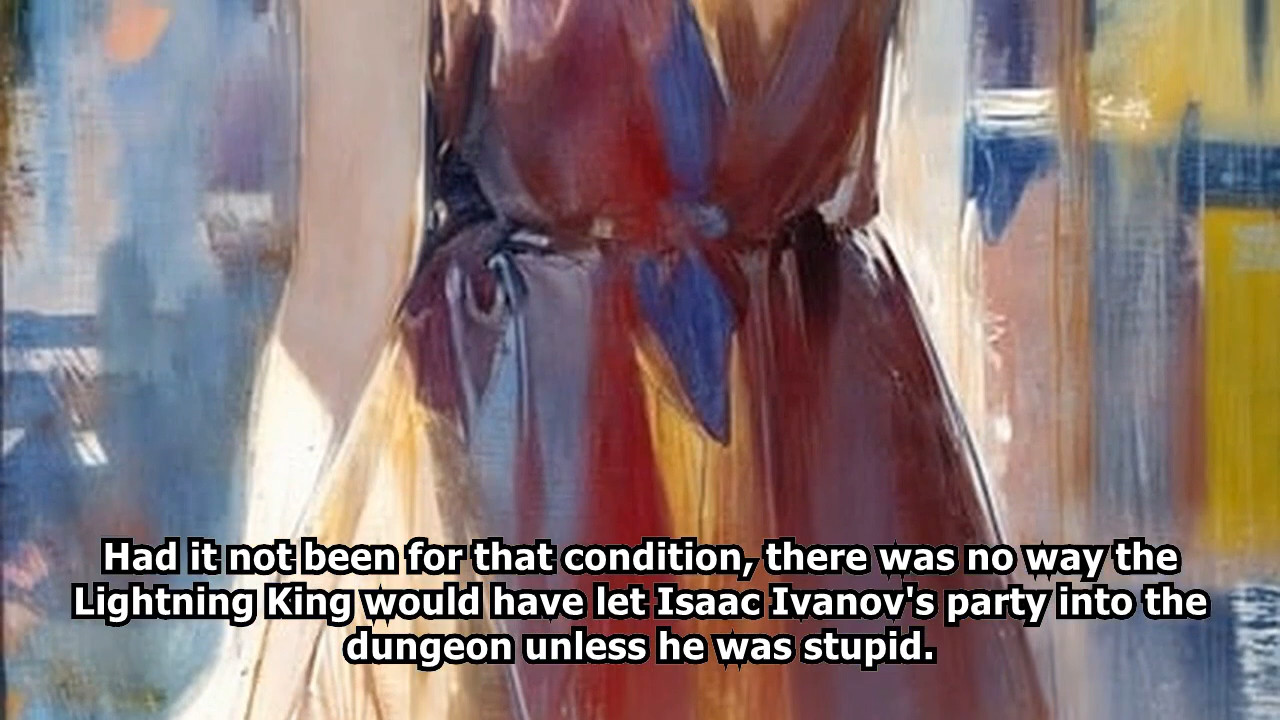 Had it not been for that condition, there was no way the
Lightning King would have let Isaac Ivanov's party into the
dungeon unless he was stupid.